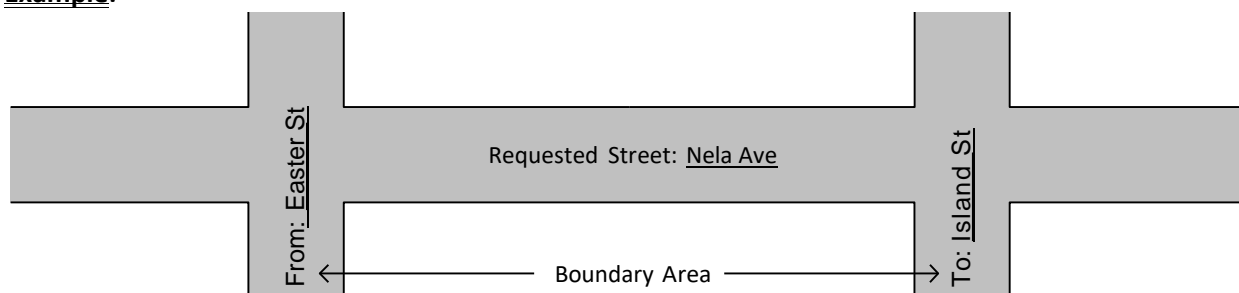 Example:
Requested Street: Nela Ave
From: Easter St
To: Island St
Boundary Area